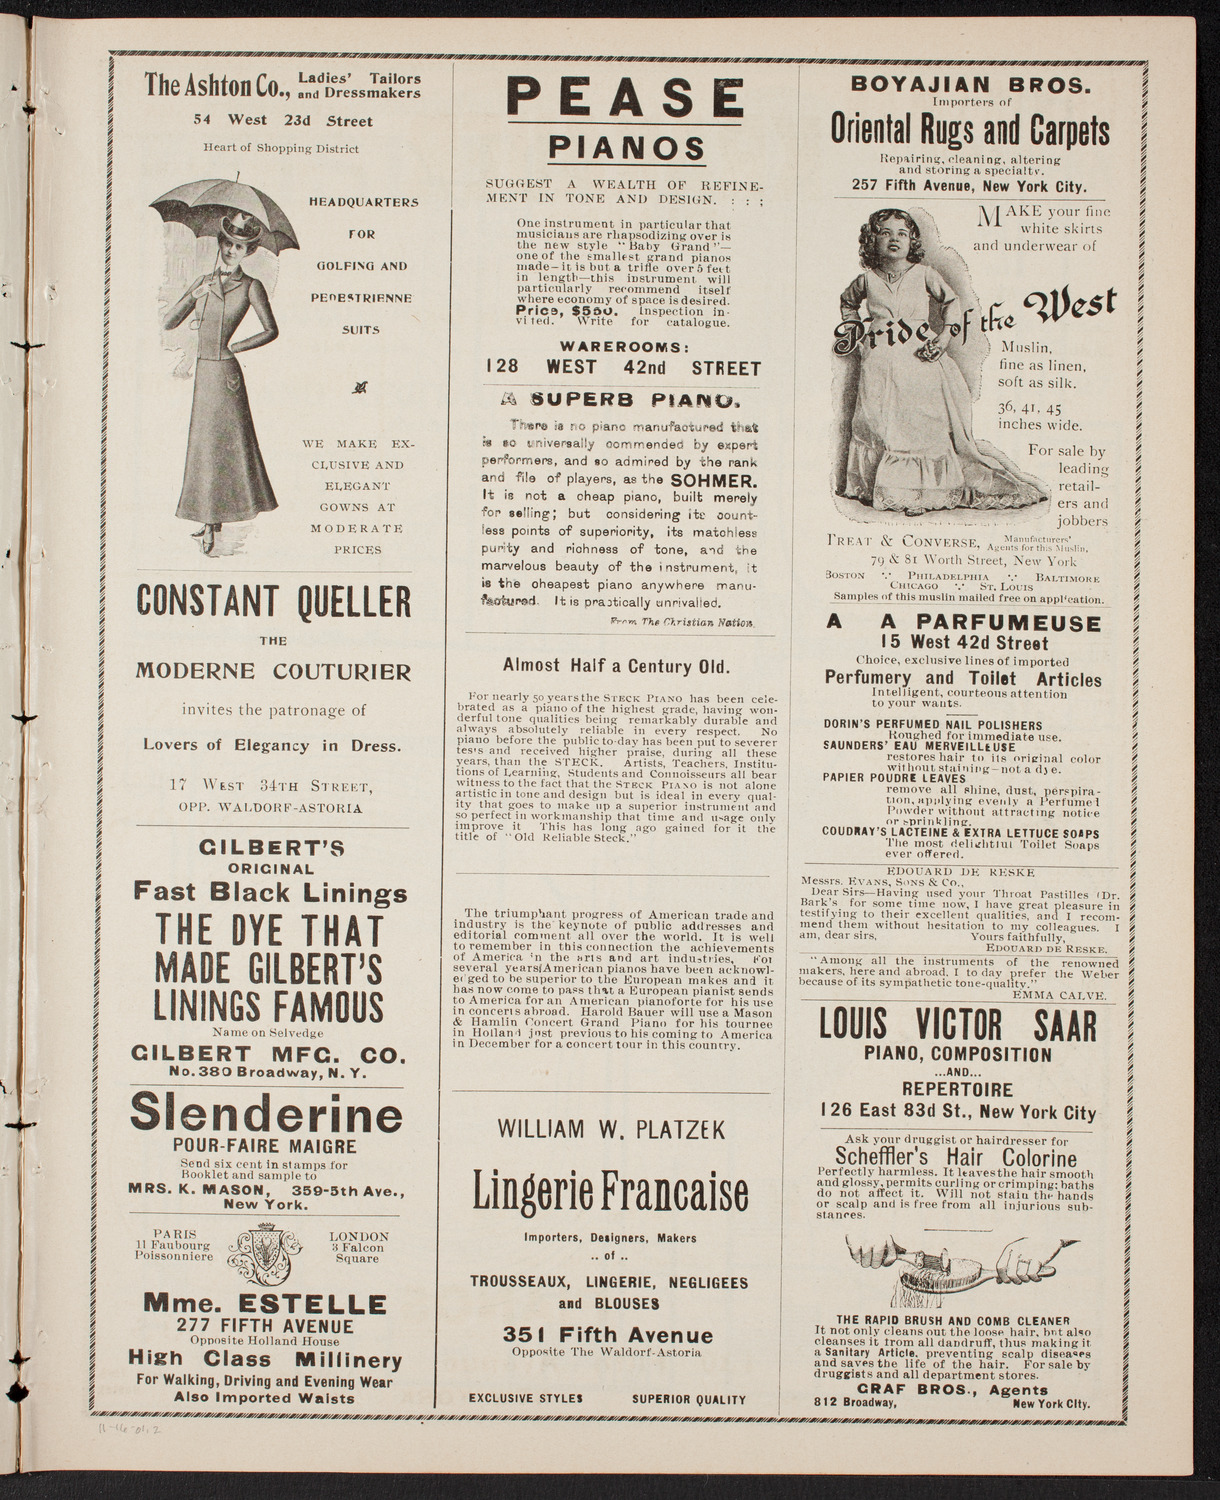 The Ashton Co., Ladies' Tailors
and Dressmakers
54 West 23d Street
Heart of Shopping District
HEADQUARTERS
FOR
GOLFING AND
PEDESTRIENNE
SUITS
WE MAKE EX-
CLUSIVE AND
ELEGANT
GOWNS AT
MODERATE
PRICES
CONSTANT QUELLER
THE
MODERNE COUTURIER
invites the patronage of
Lovers of Elegancy in Dress.
17 WEST 34TH STREET,
OPP. WALDORF-ASTORIA
GILBERT'S
ORIGINAL
Fast Black Linings
THE DYE THAT
MADE GILBERT'S
LININGS FAMOUS
Name on Selvedge
GILBERT MFG. CO.
No. 380 Broadway, N. Y.
Slenderine
POUR-FAIRE MAIGRE
Send six cent in stamps for
Booklet and sample to
MRS. K. MASON, 359-5th Ave.,
New York.
PARIS
11 Faubourg
Poissonniere
LONDON
3 Falcon
Square
Mme. ESTELLE
277 FIFTH AVENUE
Opposite Holland House
High Class Millinery
For Walking, Driving and Evening Wear
Also Imported Waists
PEASE
PIANOS
SUGGEST A WEALTH OF REFINE-
MENT IN TONE AND DESIGN. : : ;
One instrument in particular that
musicians are rhapsodizing over is
the new style "Baby Grand"—
one of the smallest grand pianos
made—it is but a trifle over 5 feet
in length—this instrument will
particularly recommend itself
where economy of space is desired.
Price, $550. Inspection in-
vited. Write for catalogue.
WAREROOMS:
128 WEST 42nd STREET
A SUPERB PIANO.
There is no piano manufactured that
is so universally commended by expert
performers, and so admired by the rank
and file of players, as the SOHMER.
It is not a cheap piano, built merely
for selling; but considering its count-
less points of superiority, its matchless
purity and richness of tone, and the
marvelous beauty of the instrument, it
is the cheapest piano anywhere manu-
factured. It is practically unrivalled.
From The Christian Nation.
Almost Half a Century Old.
For nearly 50 years the STECK PIANO has been cele-
brated as a piano of the highest grade, having won-
derful tone qualities being remarkably durable and
always absolutely reliable in every respect. No
piano before the public to-day has been put to severer
tests and received higher praise, during all these
years, than the STECK. Artists, Teachers, Institu-
tions of Learning, Students and Connoisseurs all bear
witness to the fact that the STECK PIANO is not alone
artistic in tone and design but is ideal in every qual-
ity that goes to make up a superior instrument and
so perfect in workmanship that time and usage only
improve it This has long ago gained for it the
title of "Old Reliable Steck."
The triumphant progress of American trade and
industry is the keynote of public addresses and
editorial comment all over the world. It is well
to remember in this connection the achievements
of America in the arts and art industries. For
several years American pianos have been acknowl-
edged to be superior to the European makes and it
has now come to pass that a European pianist sends
to America for an American pianoforte for his use
in concerts abroad. Harold Bauer will use a Mason
& Hamlin Concert Grand Piano for his tournee
in Holland just previous to his coming to America
in December for a concert tour in this country.
WILLIAM W. PLATZEK
Lingerie Francaise
Importers, Designers, Makers
.. of ..
TROUSSEAUX, LINGERIE, NEGLIGEES
and BLOUSES
351 Fifth Avenue
Opposite The Waldorf-Astoria
EXCLUSIVE STYLES SUPERIOR QUALITY
BOYAJIAN BROS.
Importers of
Oriental Rugs and Carpets
Repairing, cleaning, altering
and storing a specialty.
257 Fifth Avenue, New York City.
MAKE your fine
white skirts
and underwear of
Pride of the West
Muslin,
fine as linen,
soft as silk.
36, 41, 45
inches wide.
For sale by
leading
retail-
ers and
jobbers
TREAT & CONVERSE, Manufacturers'
Agents for this Muslin,
79 & 81 Worth Street, New York
BOSTON ∵ PHILADELPHIA ∵ BALTIMORE
CHICAGO ∵ ST. LOUIS
Samples of this muslin mailed free on application.
A A PARFUMEUSE
15 West 42d Street
Choice, exclusive lines of imported
Perfumery and Toilet Articles
Intelligent, courteous attention
to your wants.
DORIN'S PERFUMED NAIL POLISHERS
Roughed for immediate use.
SAUNDERS' EAU MERVEILLEUSE
restores hair to its original color
without staining—not a dye.
PAPIER POUDRE LEAVES
remove all shine, dust, perspira-
tion, applying evenly a Perfumed
Powder without attracting notice
or sprinkling.
COUDRAY'S LACTEINE & EXTRA LETTUCE SOAPS
The most delightful Toilet Soaps
ever offered.
EDOUARD DE RESKE
Messrs. EVANS, SONS & CO.,
Dear Sirs—Having used your Throat Pastilles (Dr.
Bark's for some time now, I have great pleasure in
testifying to their excellent qualities, and I recom-
mend them without hesitation to my colleagues. I
am, dear sirs, Yours faithfully,
EDOUARD DE RESKE.
"Among all the instruments of the renowned
makers, here and abroad, I to day prefer the Weber
because of its sympathetic tone-quality."
EMMA CALVE.
LOUIS VICTOR SAAR
PIANO, COMPOSITION
...AND...
REPERTOIRE
126 East 83d St., New York City
Ask your druggist or hairdresser for
Scheffler's Hair Colorine
Perfectly harmless. It leaves the hair smooth
and glossy, permits curling or crimping; baths
do not affect it. Will not stain the hands
or scalp and is free from all injurious sub-
stances.
THE RAPID BRUSH AND COMB CLEANER
It not only cleans out the loose hair, but also
cleanses it from all dandruff, thus making it
a Sanitary Article, preventing scalp diseases
and saves the life of the hair. For sale by
druggists and all department stores.
GRAF BROS., Agents
812 Broadway, New York City.
11-16-01.2